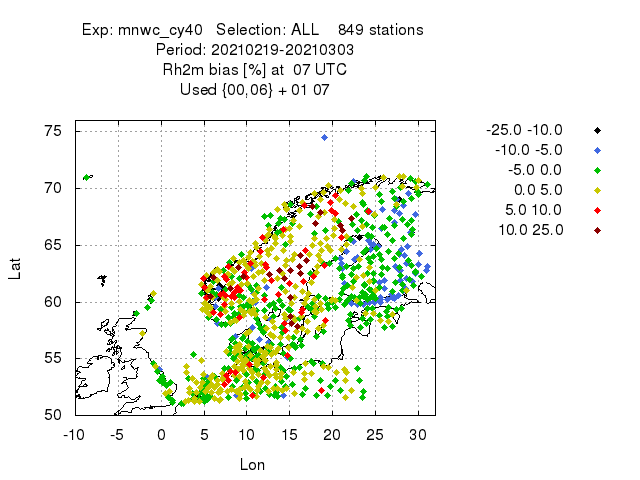 Exp: mnwc_cy40   Selection: ALL    849 stations
Period: 20210219-20210303
Rh2m bias [%] at  07 UTC
Used {00,06} + 01 07
75
70
65
60
55
50
Lat
-10 -5 0 5 10 15 20 25 30
Lon
-25.0 -10.0
-10.0 -5.0
-5.0 0.0
0.0 5.0
5.0 10.0
10.0 25.0